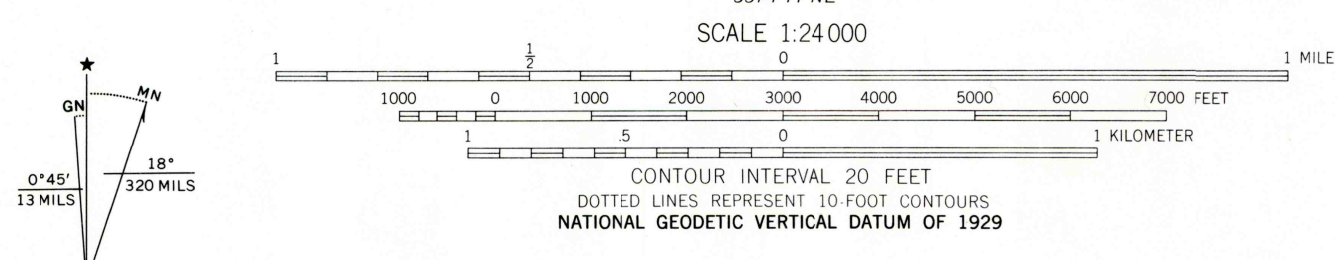 SCALE 1:24 000
1 1/2 0 1 MILE
1000 0 1000 2000 3000 4000 5000 6000 7000 FEET
1 .5 0 1 KILOMETER
CONTOUR INTERVAL 20 FEET
DOTTED LINES REPRESENT 10-FOOT CONTOURS
NATIONAL GEODETIC VERTICAL DATUM OF 1929
★
GN MN
0°45'
13 MILS
18°
320 MILS